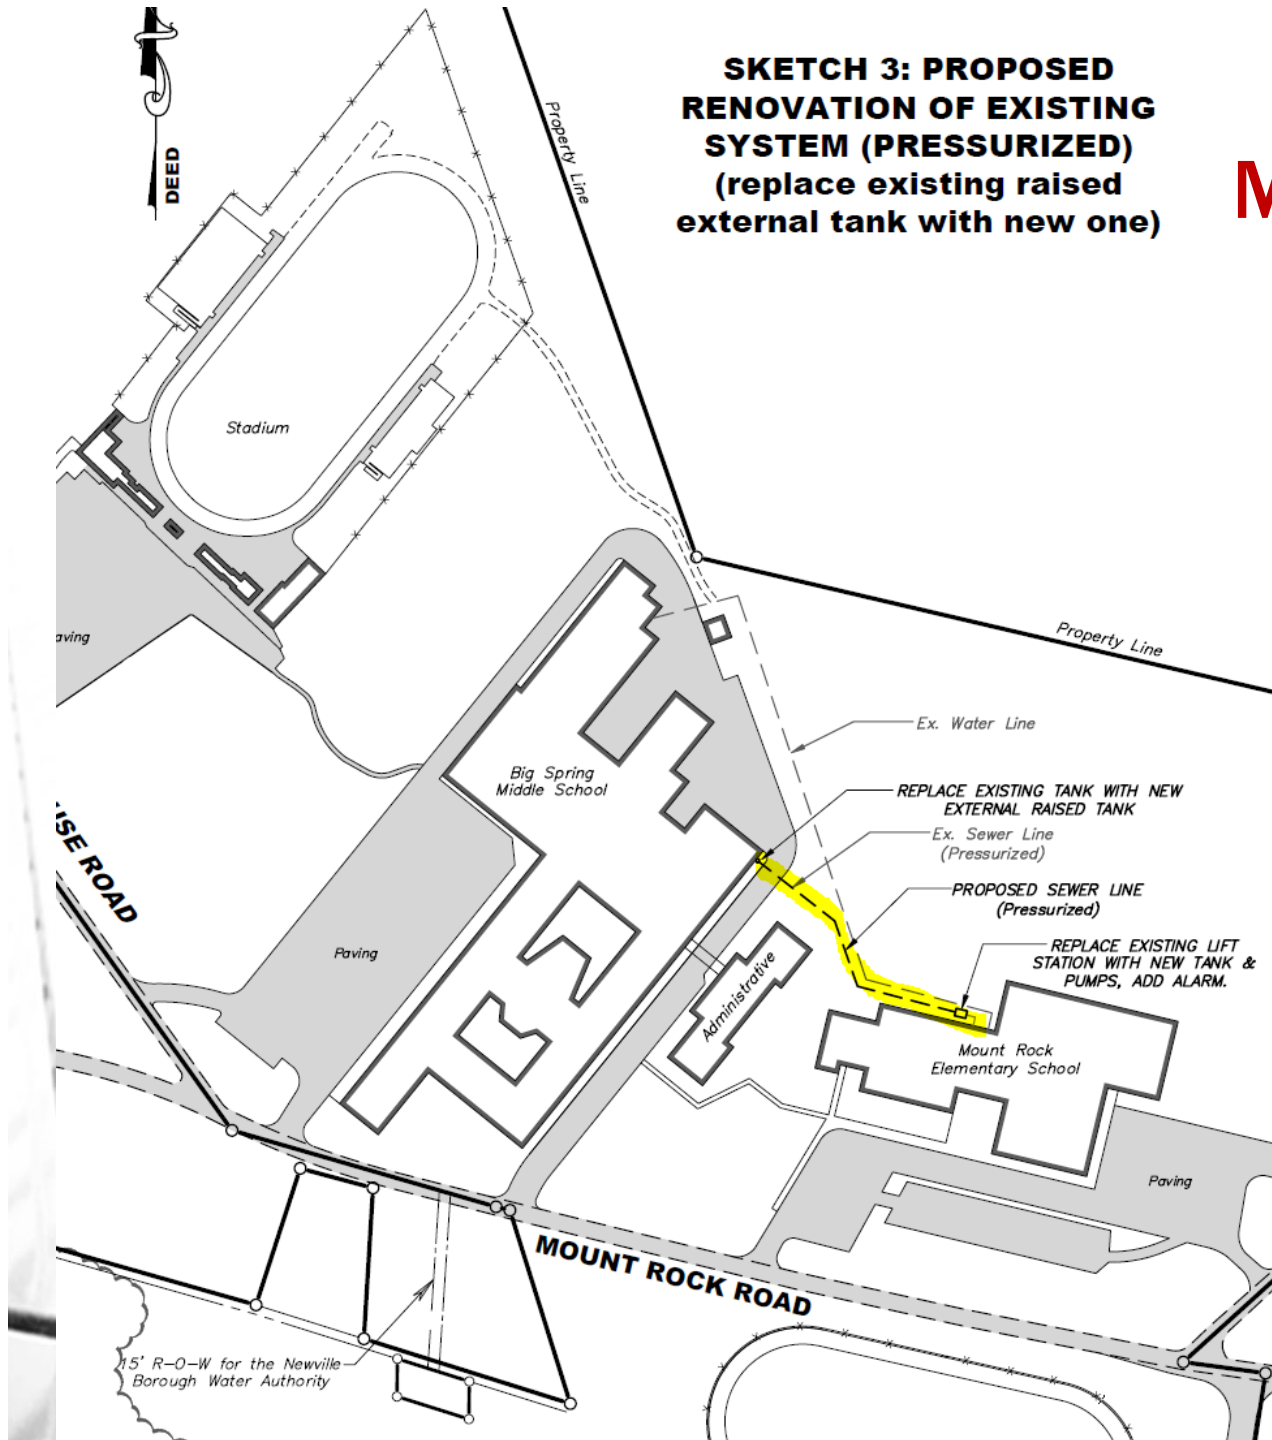 SKETCH 3: PROPOSED
RENOVATION OF EXISTING
SYSTEM (PRESSURIZED)
(replace existing raised
external tank with new one)
M
DEED
Property Line
Stadium
aving
Property Line
Ex. Water Line
Big Spring
Middle School
REPLACE EXISTING TANK WITH NEW
EXTERNAL RAISED TANK
Ex. Sewer Line
(Pressurized)
PROPOSED SEWER LINE
(Pressurized)
USE ROAD
Paving
Administrative
REPLACE EXISTING LIFT
STATION WITH NEW TANK &
PUMPS, ADD ALARM.
Mount Rock
Elementary School
Paving
MOUNT ROCK ROAD
15' R-O-W for the Newville
Borough Water Authority